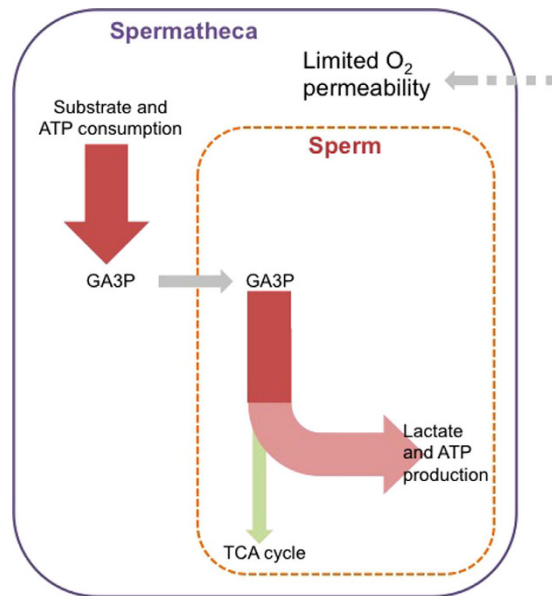 Spermatheca
Limited O₂
permeability
Substrate and
ATP consumption
Sperm
GA3P
GA3P
Lactate
and ATP
production
TCA cycle